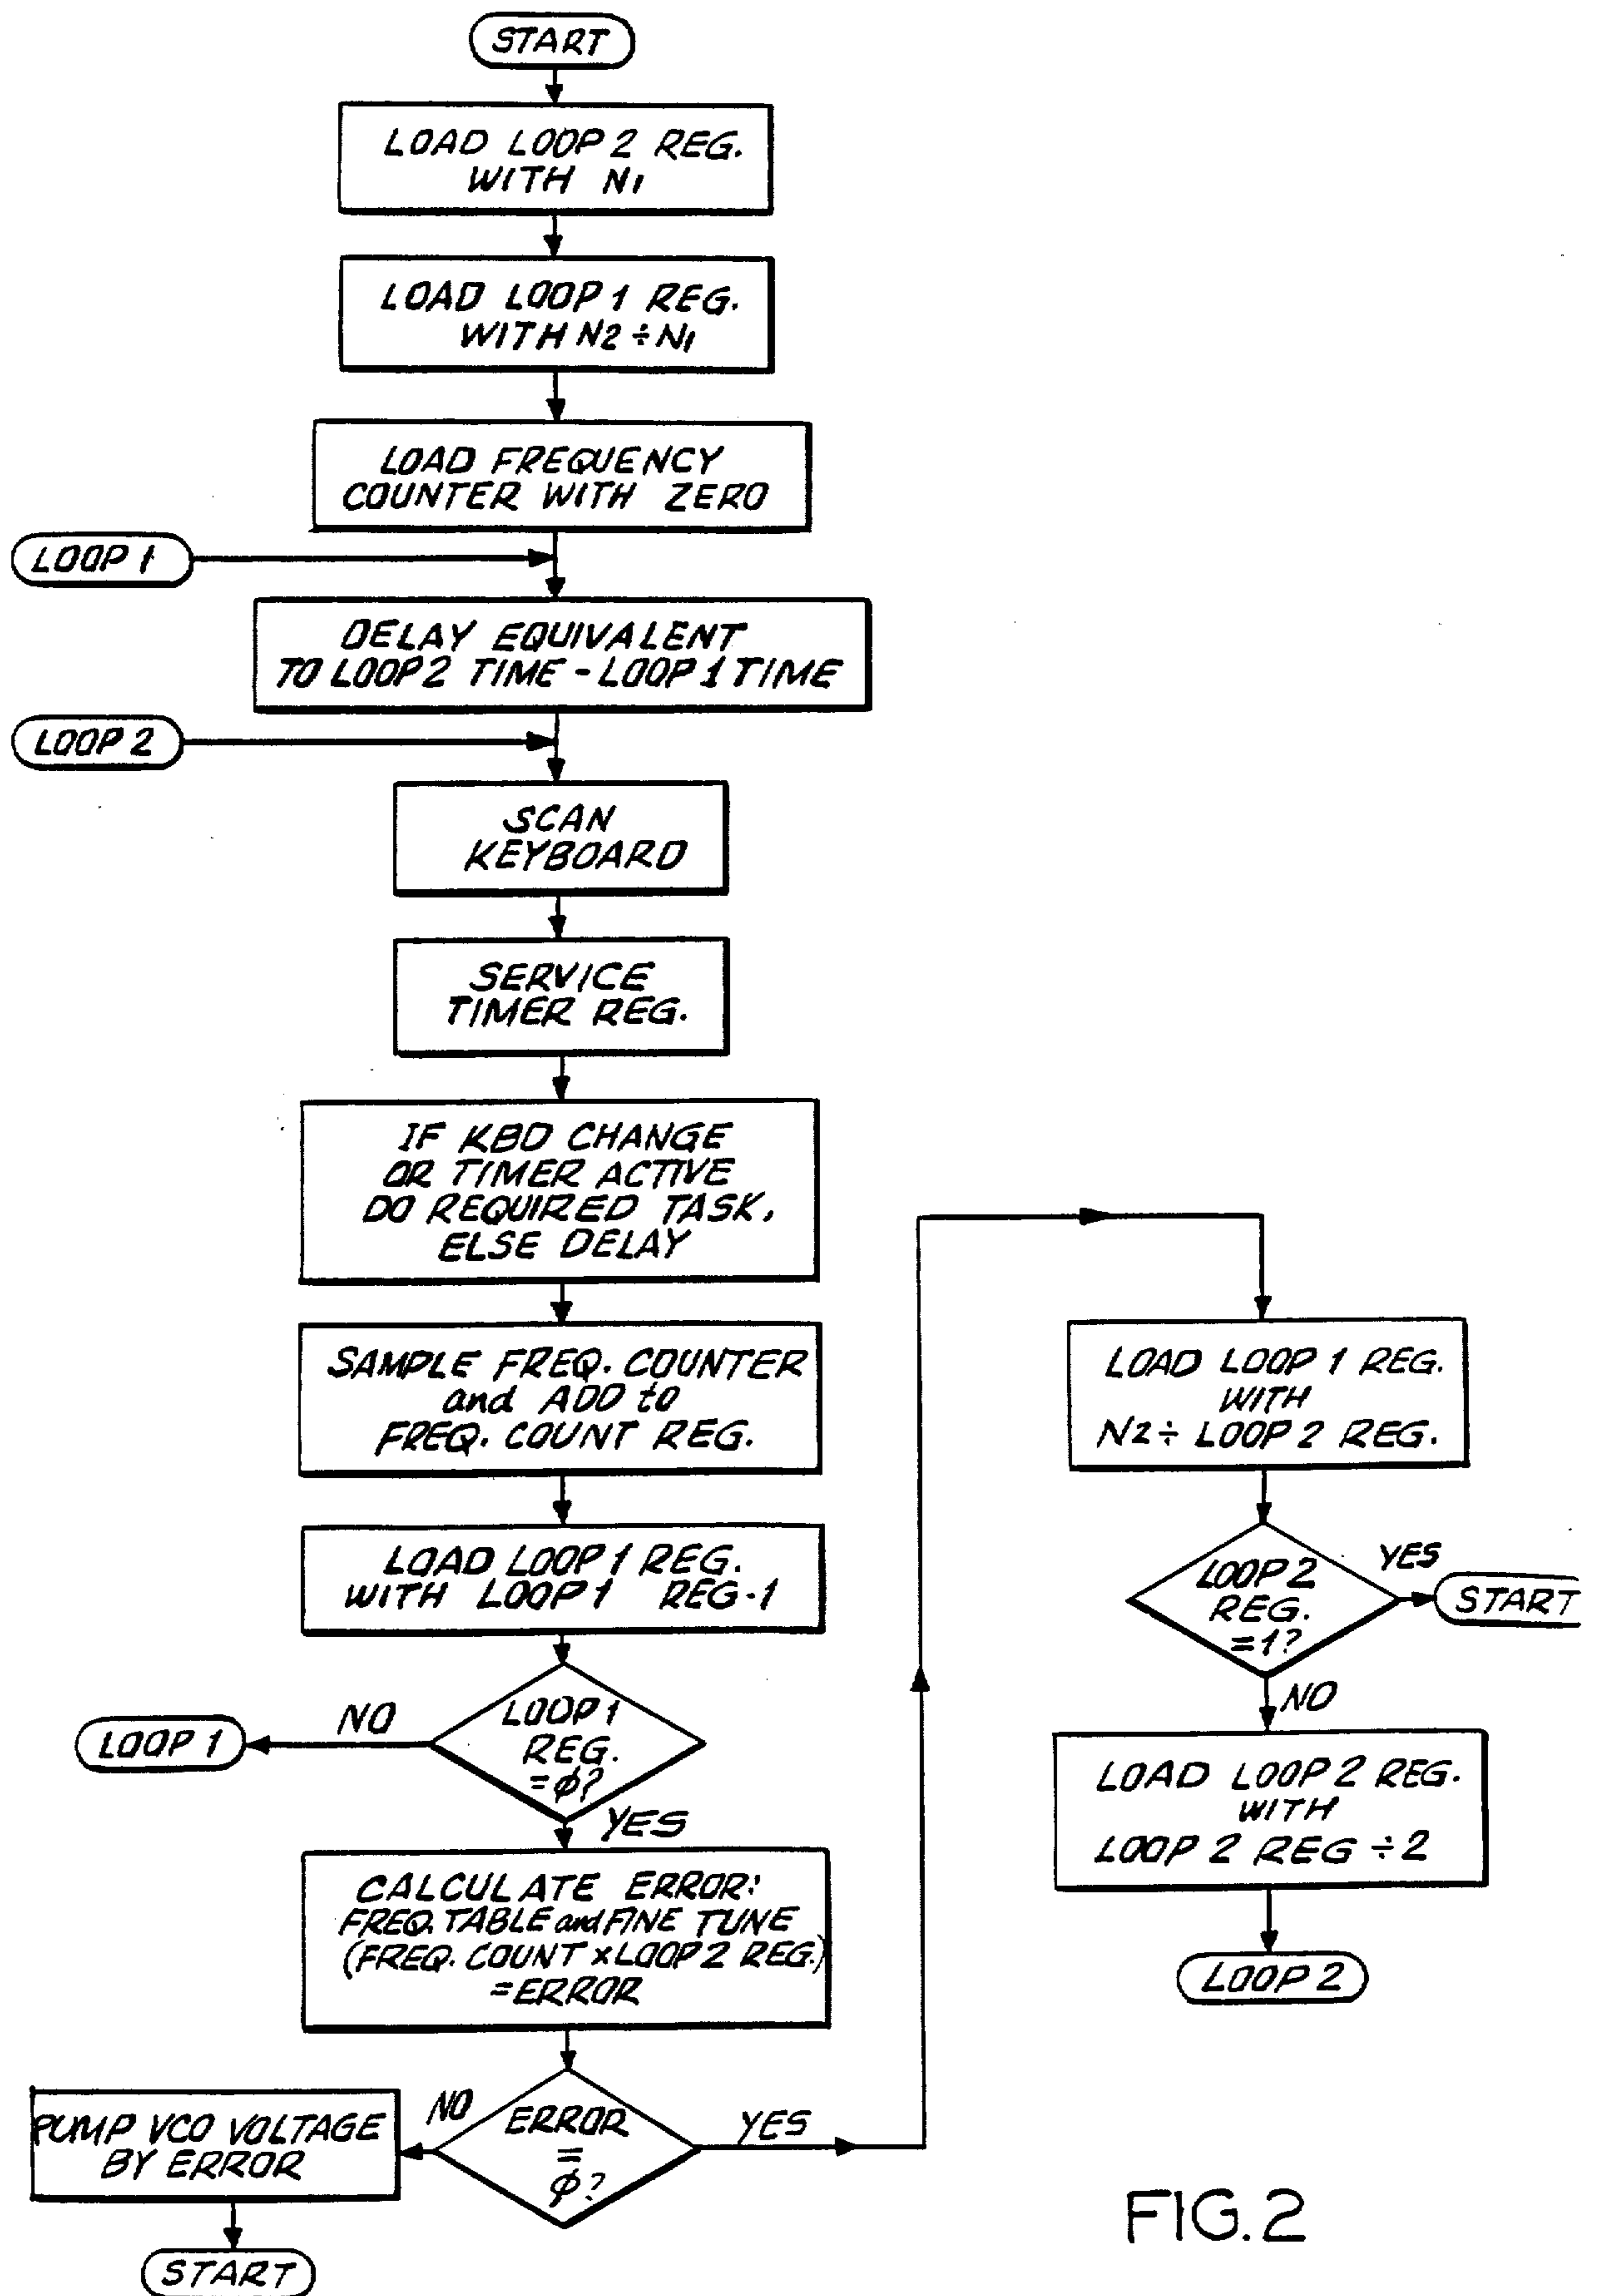 START
LOAD LOOP 2 REG.
WITH N1
LOAD LOOP 1 REG.
WITH N2 ÷ N1
LOAD FREQUENCY
COUNTER WITH ZERO
LOOP 1
DELAY EQUIVALENT
TO LOOP 2 TIME - LOOP 1 TIME
LOOP 2
SCAN
KEYBOARD
SERVICE
TIMER REG.
IF KBD CHANGE
OR TIMER ACTIVE
DO REQUIRED TASK,
ELSE DELAY
SAMPLE FREQ. COUNTER
and ADD to
FREQ. COUNT REG.
LOAD LOOP 1 REG.
WITH LOOP 1 REG-1
LOOP 1
REG.
=ϕ?
NO
LOOP 1
YES
CALCULATE ERROR:
FREQ. TABLE and FINE TUNE
(FREQ. COUNT x LOOP 2 REG.)
=ERROR
ERROR
=
ϕ?
NO
PUMP VCO VOLTAGE
BY ERROR
START
YES
LOAD LOOP 1 REG.
WITH
N2 ÷ LOOP 2 REG.
LOOP 2
REG.
=1?
YES
START
NO
LOAD LOOP 2 REG.
WITH
LOOP 2 REG ÷ 2
LOOP 2
FIG. 2